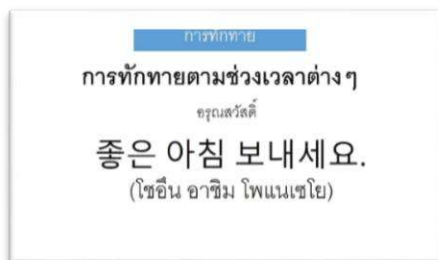 การทักทาย
การทักทายตามช่วงเวลาต่างๆ
อรุณสวัสดิ์
좋은 아침 보내세요.
(โชอึน อาชิม โพแนเซโย)